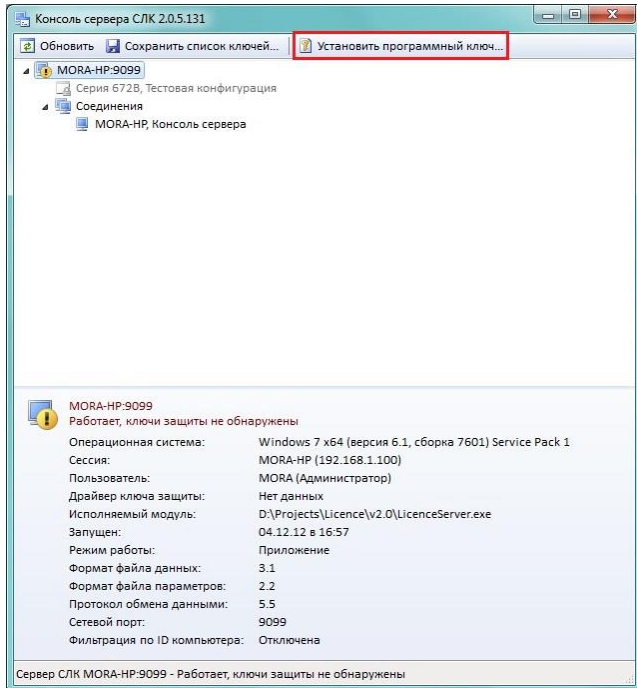 Консоль сервера СЛК 2.0.5.131
Обновить Сохранить список ключей... Установить программный ключ...
MORA-HP:9099
Серия 672B, Тестовая конфигурация
Соединения
MORA-HP, Консоль сервера
MORA-HP:9099
Работает, ключи защиты не обнаружены
Операционная система: Windows 7 x64 (версия 6.1, сборка 7601) Service Pack 1
Сессия: MORA-HP (192.168.1.100)
Пользователь: MORA (Администратор)
Драйвер ключа защиты: Нет данных
Исполняемый модуль: D:\Projects\Licence\v2.0\LicenceServer.exe
Запущен: 04.12.12 в 16:57
Режим работы: Приложение
Формат файла данных: 3.1
Формат файла параметров: 2.2
Протокол обмена данными: 5.5
Сетевой порт: 9099
Фильтрация по ID компьютера: Отключена
Сервер СЛК MORA-HP:9099 - Работает, ключи защиты не обнаружены